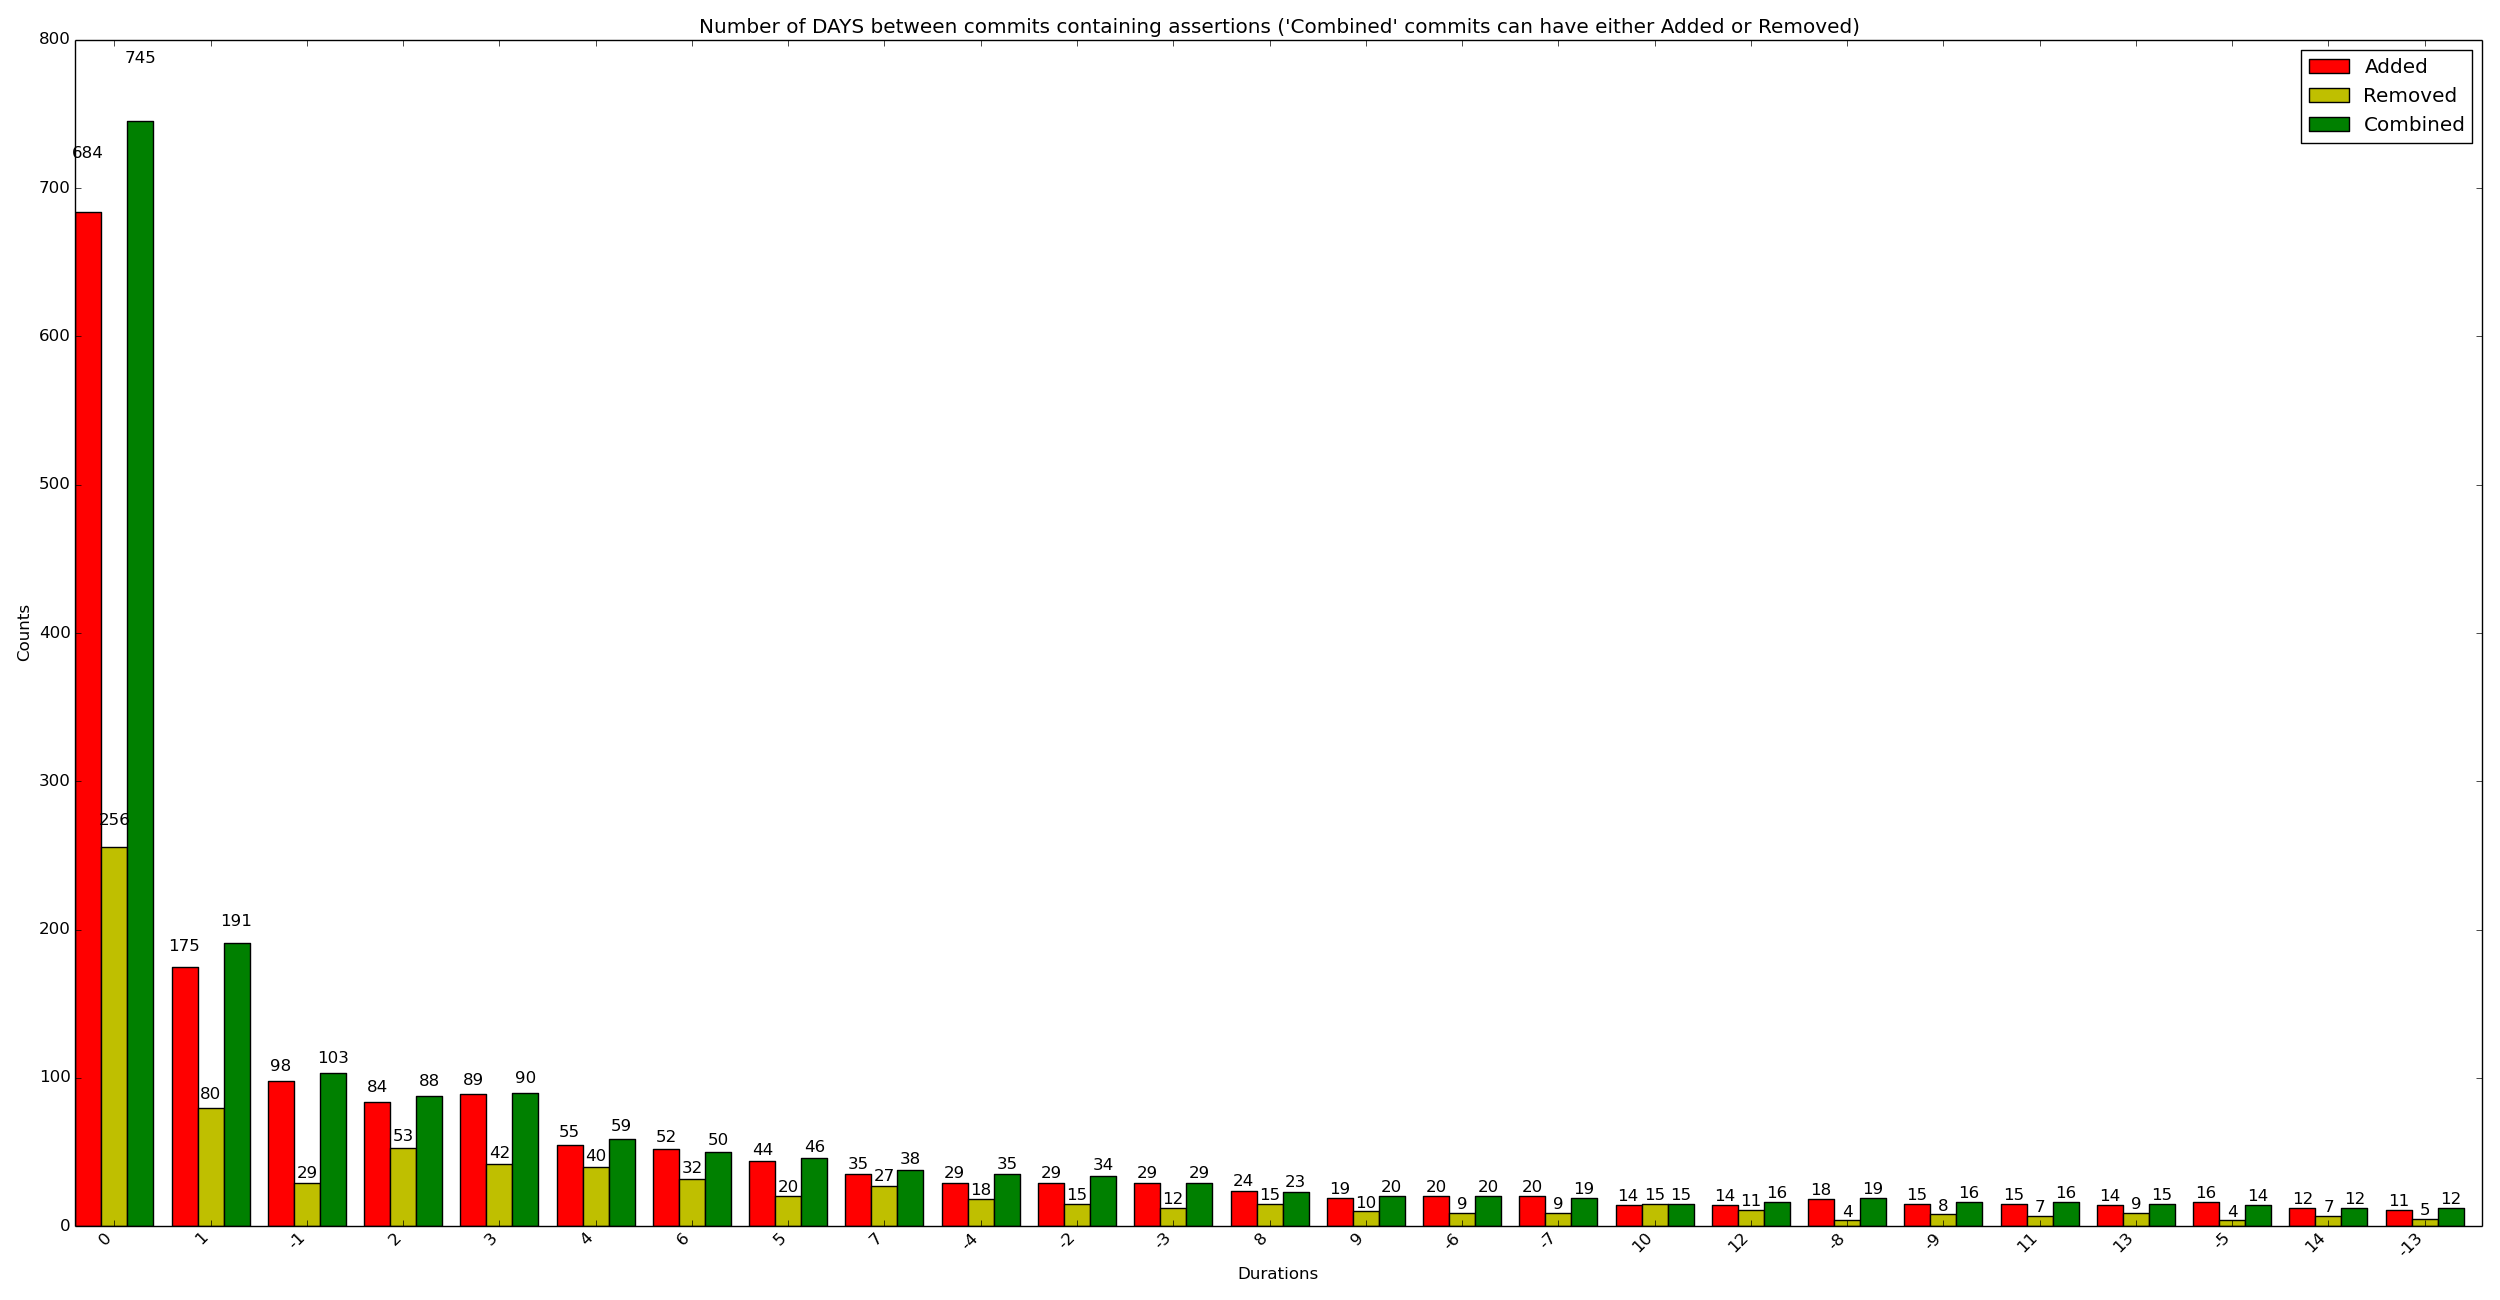 Number of DAYS between commits containing assertions ('Combined' commits can have either Added or Removed)
Added
Removed
Combined
Counts
800
700
600
500
400
300
200
100
0
684 256 745
175 80 191
98 29 103
84 53 88
89 42 90
55 40 59
52 32 50
44 20 46
35 27 38
29 18 35
29 15 34
29 12 29
24 15 23
19 10 20
20 9 20
20 9 19
14 15 15
14 11 16
18 4 19
15 8 16
15 7 16
14 9 15
16 4 14
12 7 12
11 5 12
0 1 -1 2 3 4 6 5 7 -4 -2 -3 8 9 -6 -7 10 12 -8 -9 11 13 -5 14 -13
Durations